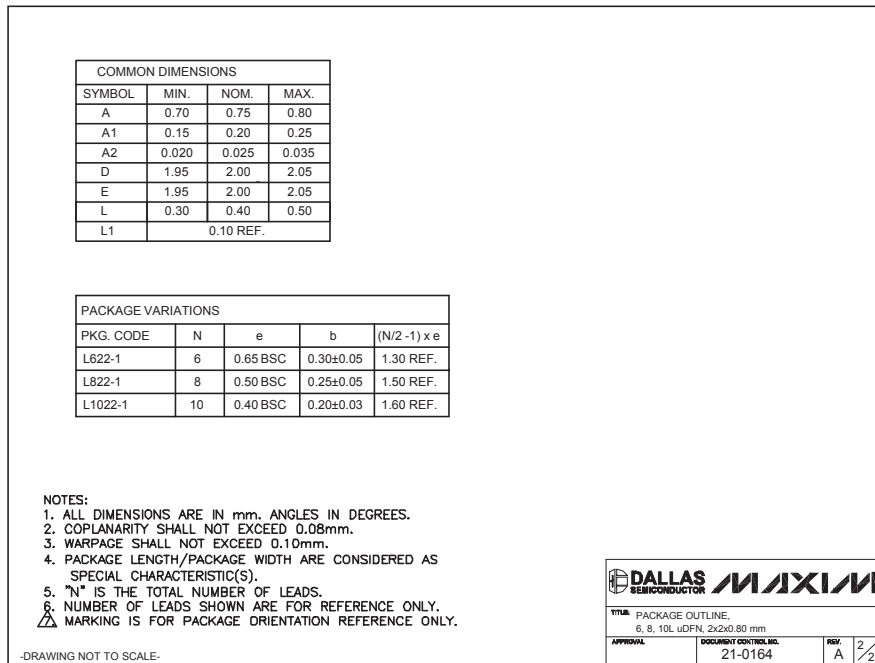 COMMON DIMENSIONS
SYMBOL MIN. NOM. MAX.
A 0.70 0.75 0.80
A1 0.15 0.20 0.25
A2 0.020 0.025 0.035
D 1.95 2.00 2.05
E 1.95 2.00 2.05
L 0.30 0.40 0.50
L1 0.10 REF.
PACKAGE VARIATIONS
PKG. CODE N e b (N/2 -1) x e
L622-1 6 0.65 BSC 0.30±0.05 1.30 REF.
L822-1 8 0.50 BSC 0.25±0.05 1.50 REF.
L1022-1 10 0.40 BSC 0.20±0.03 1.60 REF.
NOTES:
1. ALL DIMENSIONS ARE IN mm. ANGLES IN DEGREES.
2. COPLANARITY SHALL NOT EXCEED 0.08mm.
3. WARPAGE SHALL NOT EXCEED 0.10mm.
4. PACKAGE LENGTH/PACKAGE WIDTH ARE CONSIDERED AS
SPECIAL CHARACTERISTIC(S).
5. "N" IS THE TOTAL NUMBER OF LEADS.
6. NUMBER OF LEADS SHOWN ARE FOR REFERENCE ONLY.
7. MARKING IS FOR PACKAGE ORIENTATION REFERENCE ONLY.
-DRAWING NOT TO SCALE-
DALLAS SEMICONDUCTOR MAXIM
TITLE: PACKAGE OUTLINE,
6, 8, 10L uDFN, 2x2x0.80 mm
APPROVAL DOCUMENT CONTROL NO. REV.
21-0164 A 2/2